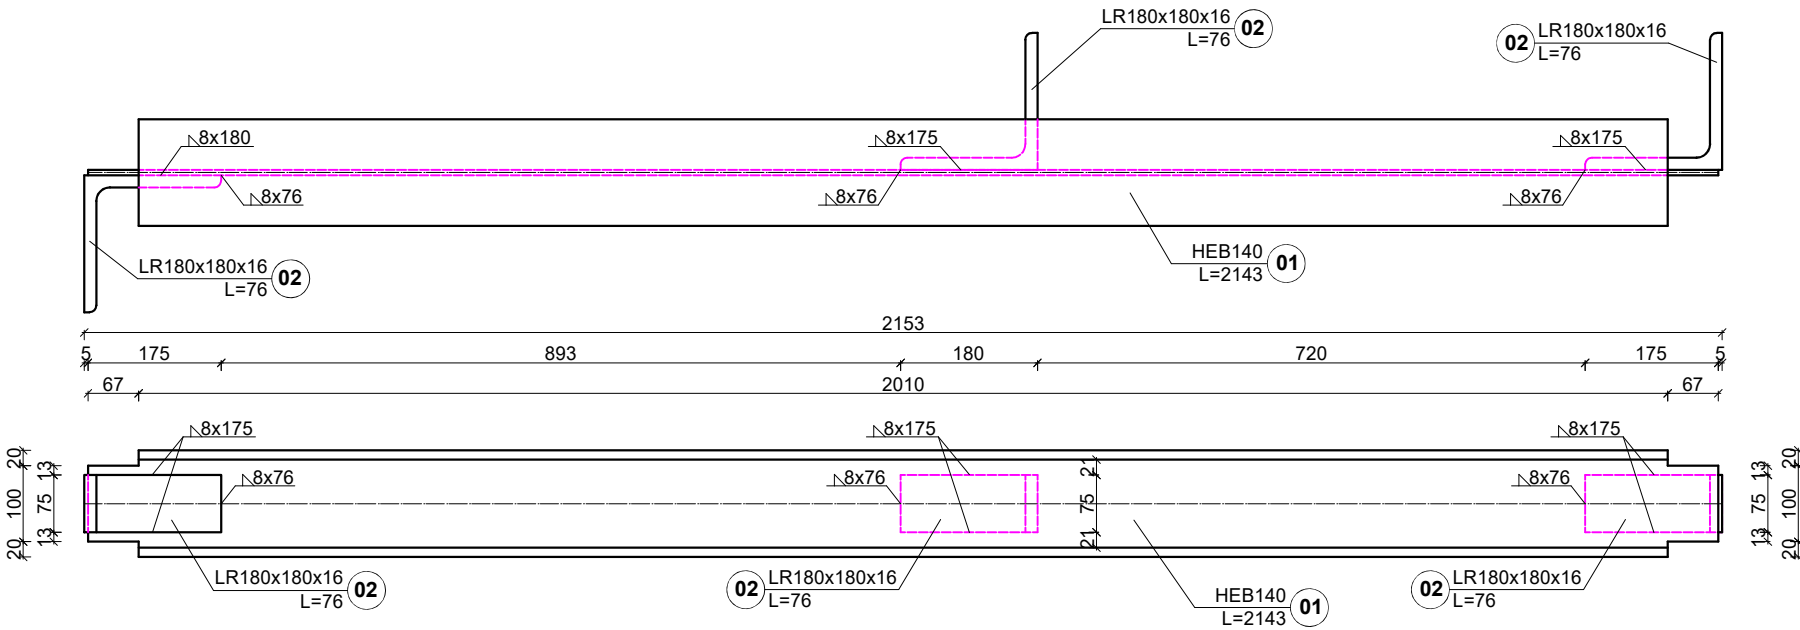 LR180x180x16 02
L=76
02 LR180x180x16
L=76
8x180
8x175
8x175
8x76
8x76
8x76
LR180x180x16 02
L=76
HEB140 01
L=2143
2153
5 175 893 180 720 175 5
67 2010 67
8x175
8x175
8x175
8x76
8x76
8x76
20 13 21 13 20
100 75 75 75 100
20 13 21 13 20
LR180x180x16 02
L=76
02 LR180x180x16
L=76
HEB140 01
L=2143
02 LR180x180x16
L=76